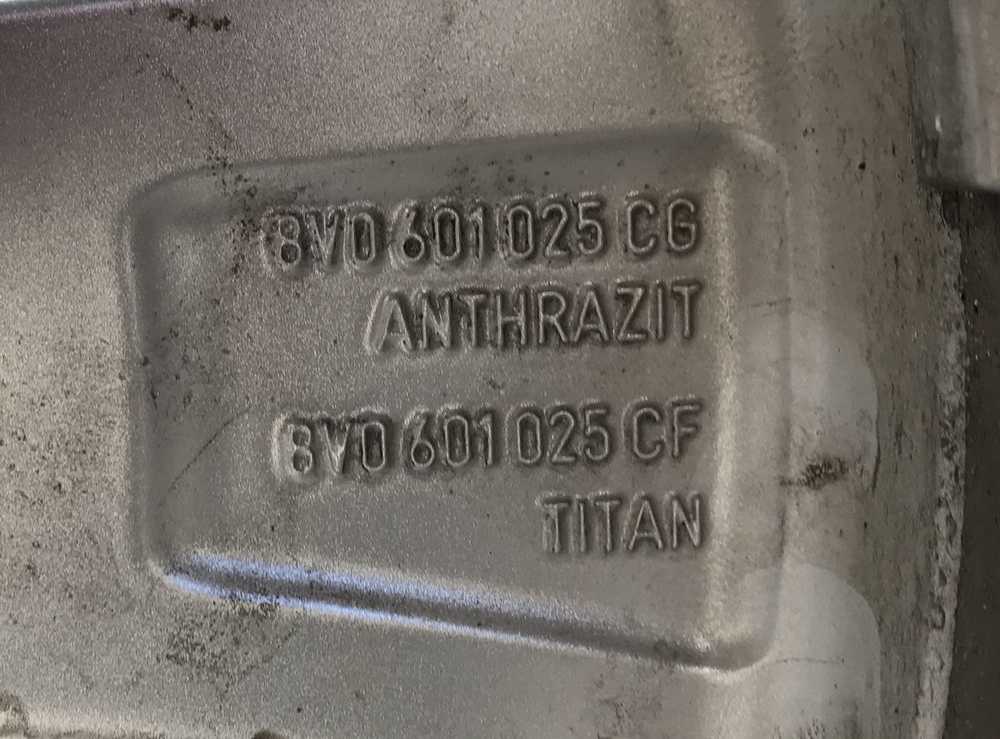 8V0 601 025 CG
ANTHRAZIT
8V0 601 025 CF
TITAN